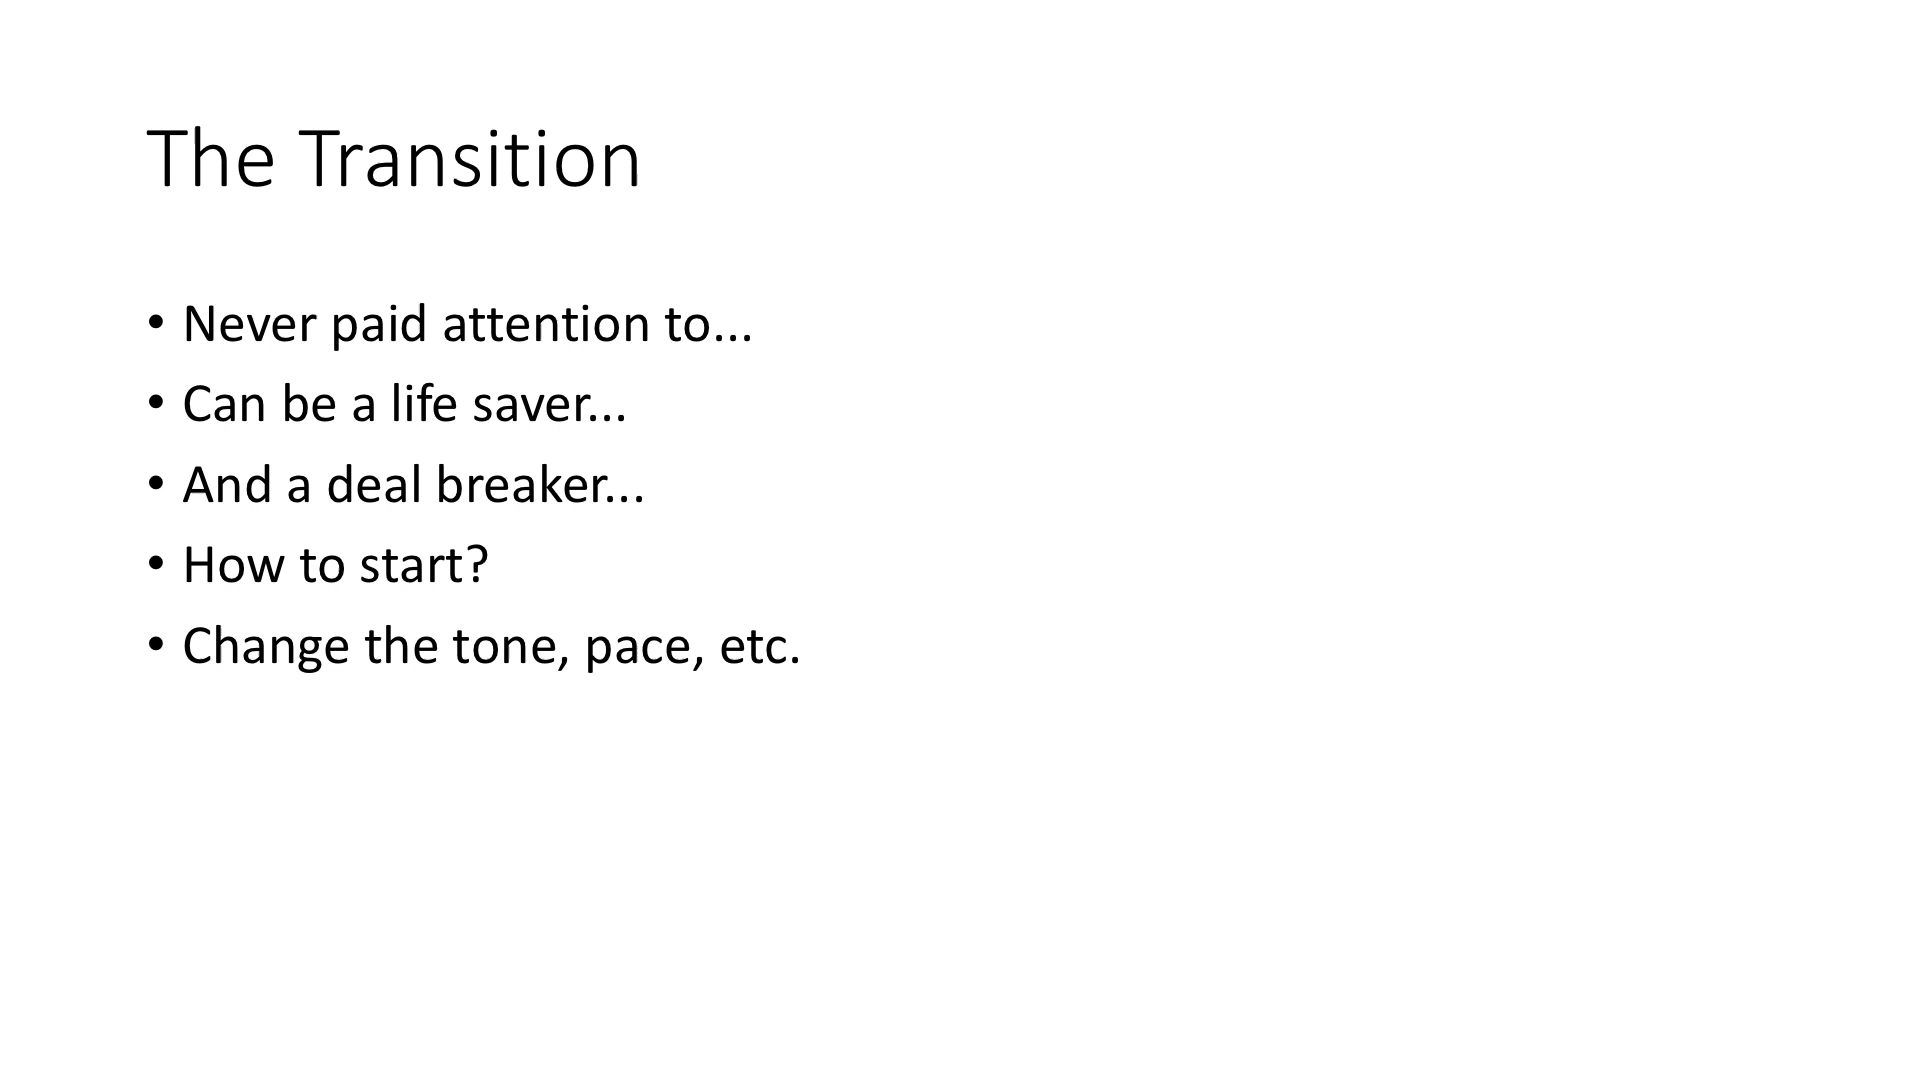 The Transition
• Never paid attention to...
• Can be a life saver...
• And a deal breaker...
• How to start?
• Change the tone, pace, etc.